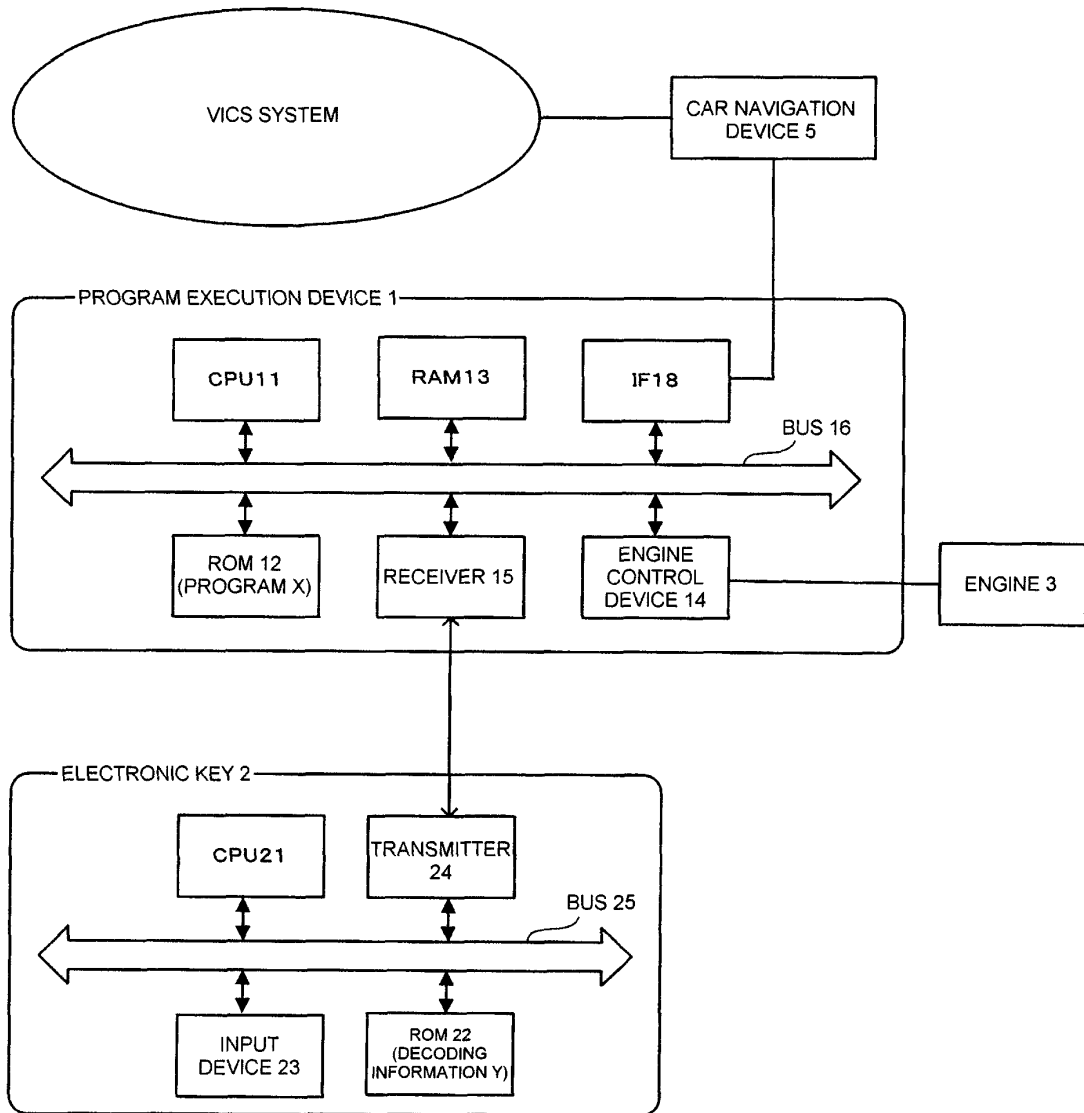 VICS SYSTEM
CAR NAVIGATION
DEVICE 5
PROGRAM EXECUTION DEVICE 1
CPU11
RAM13
IF18
BUS 16
ROM 12
(PROGRAM X)
RECEIVER 15
ENGINE
CONTROL
DEVICE 14
ENGINE 3
ELECTRONIC KEY 2
CPU21
TRANSMITTER
24
BUS 25
INPUT
DEVICE 23
ROM 22
(DECODING
INFORMATION Y)